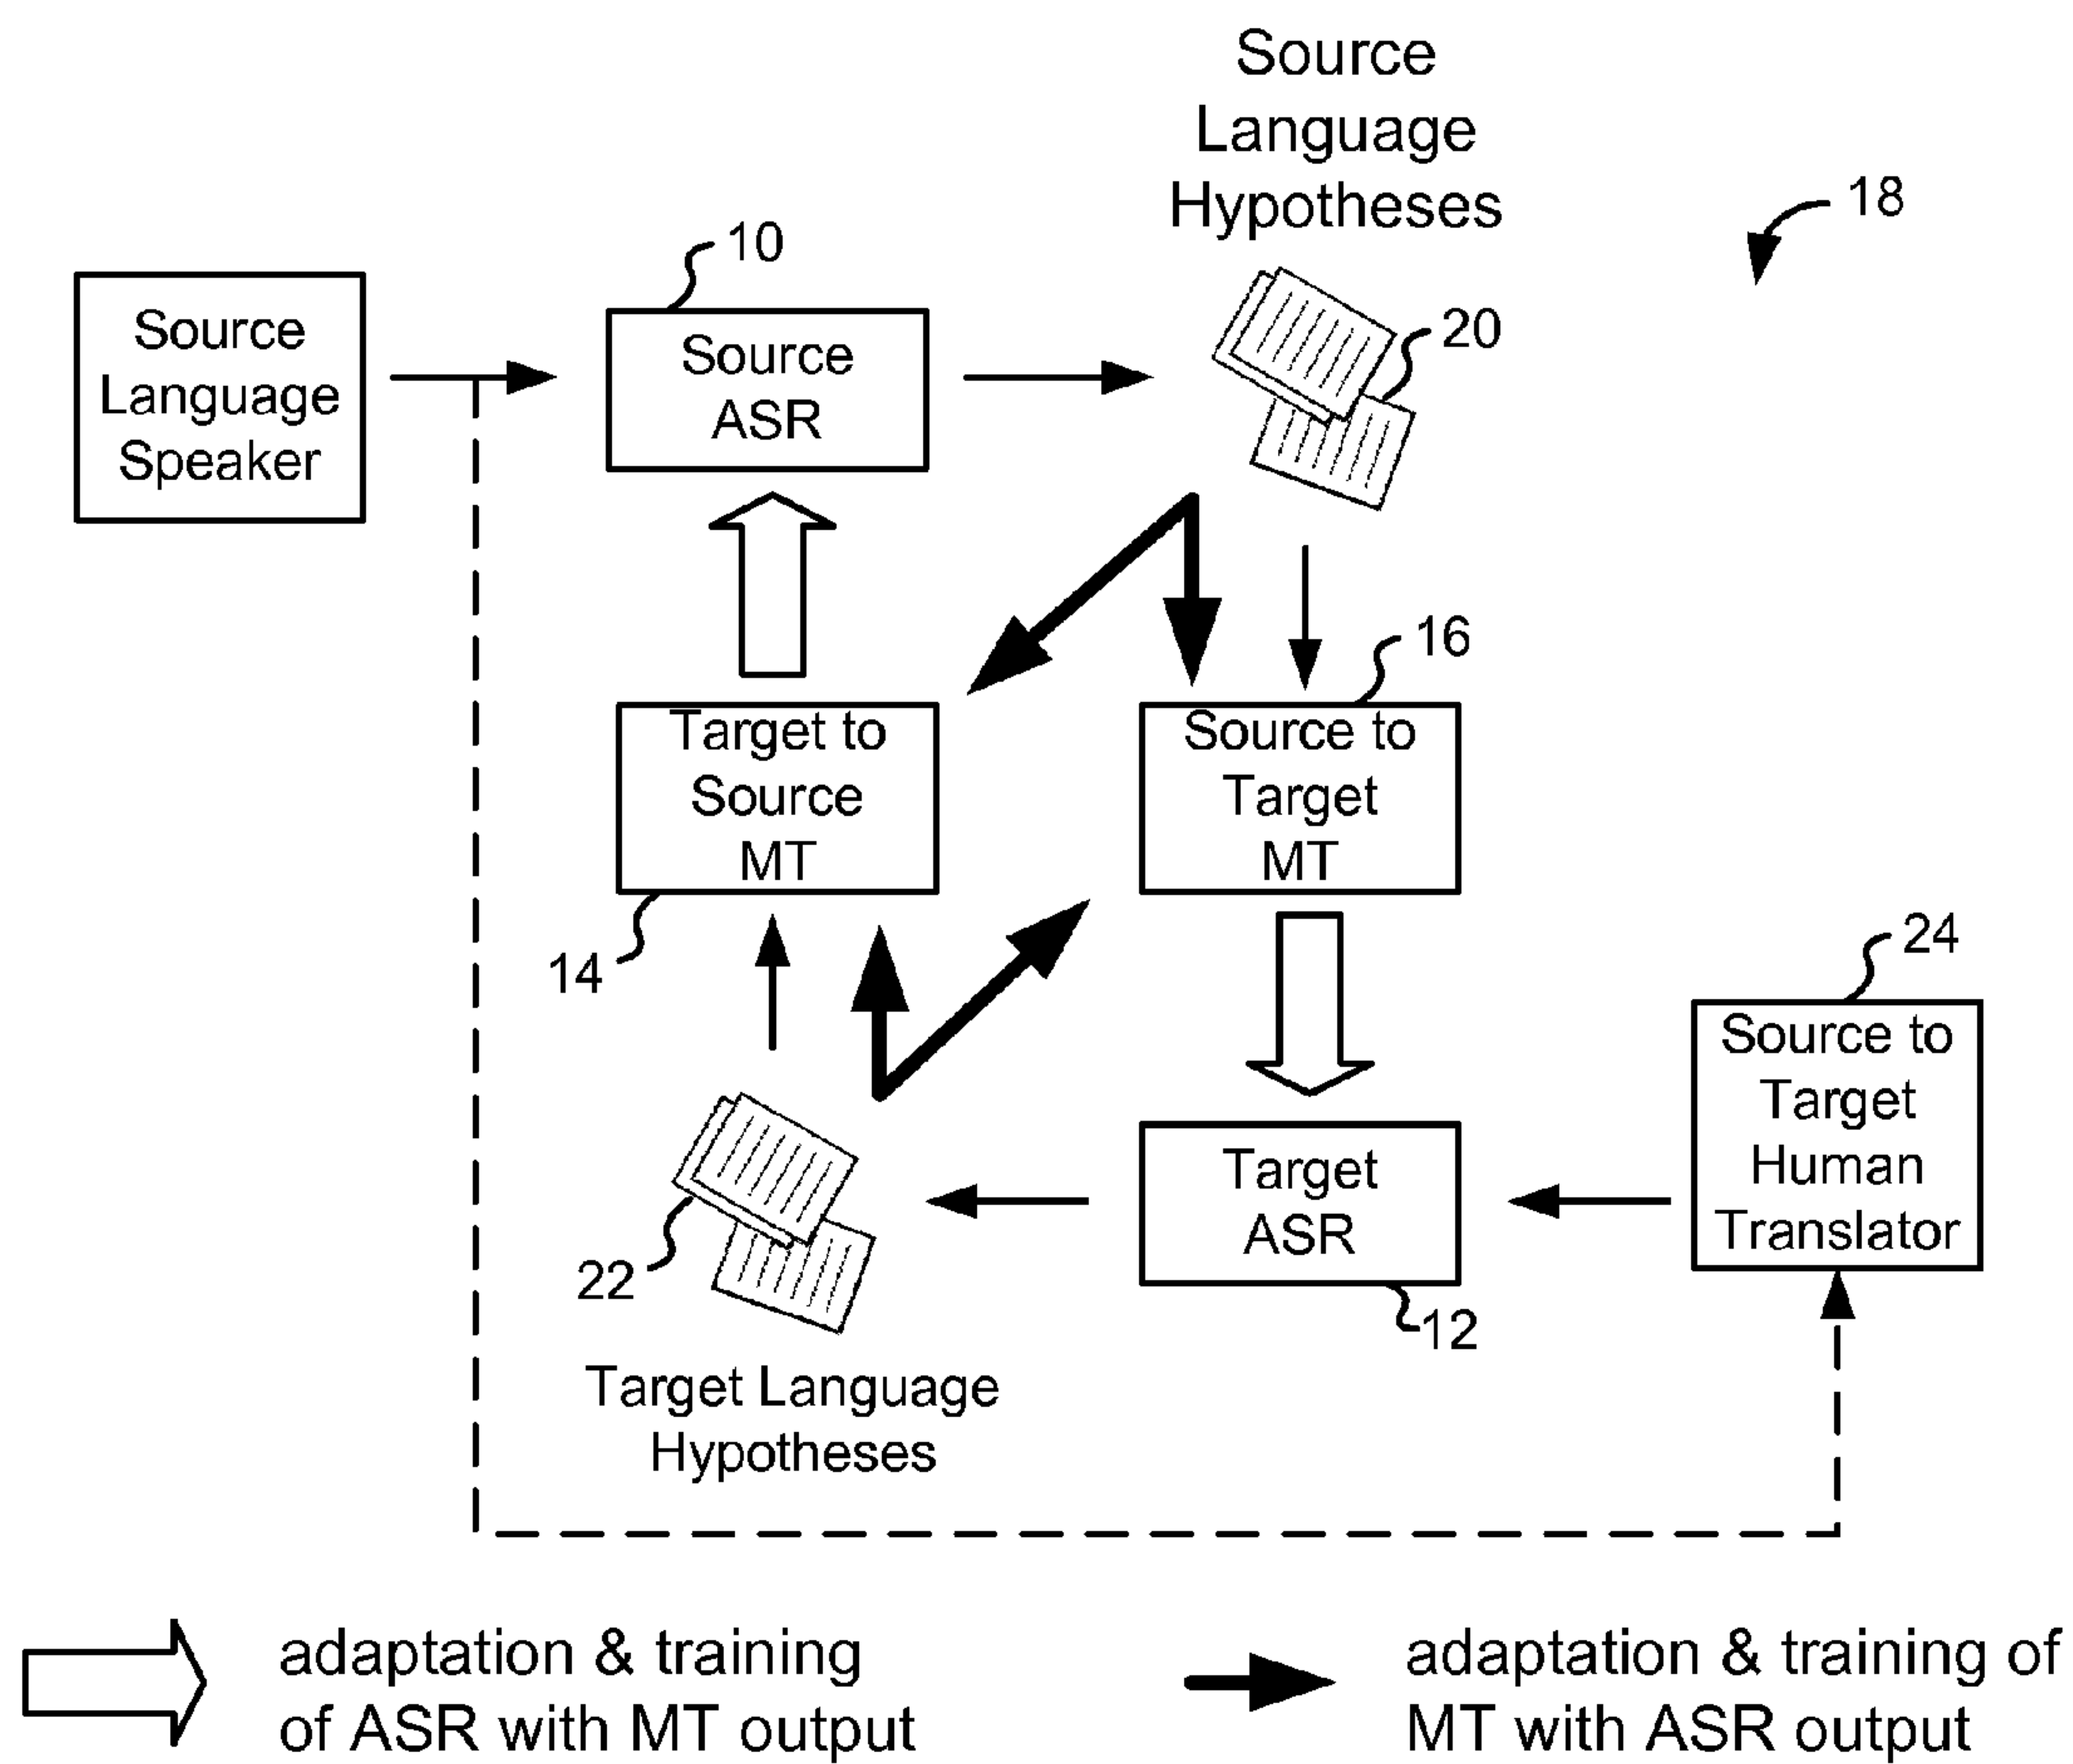 Source
Language
Hypotheses
18
10
Source
Language
Speaker
Source
ASR
20
16
Target to
Source
MT
Source to
Target
MT
14
24
Source to
Target
Human
Translator
Target
ASR
22
12
Target Language
Hypotheses
adaptation & training
of ASR with MT output
adaptation & training of
MT with ASR output